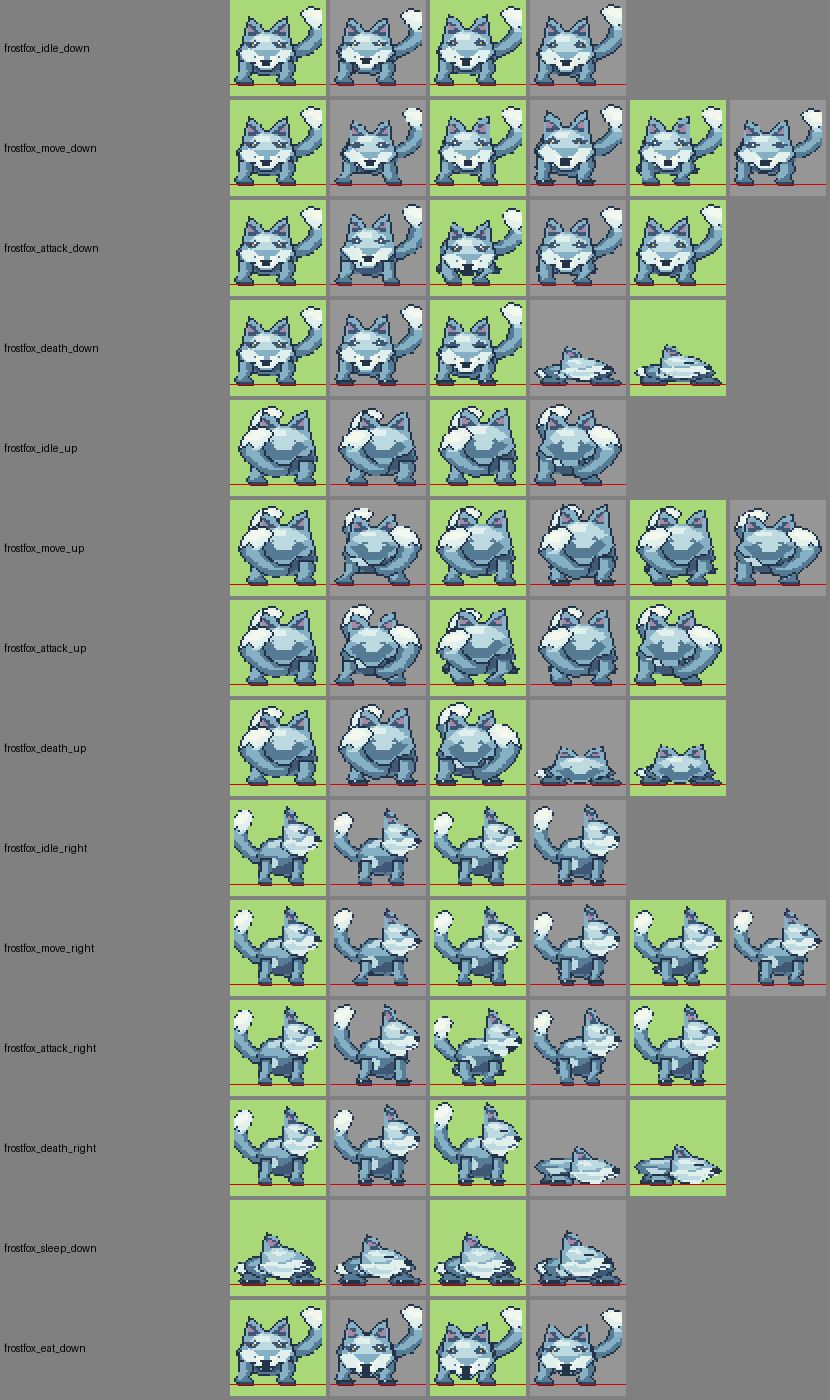 frostfox_idle_down
frostfox_move_down
frostfox_attack_down
frostfox_death_down
frostfox_idle_up
frostfox_move_up
frostfox_attack_up
frostfox_death_up
frostfox_idle_right
frostfox_move_right
frostfox_attack_right
frostfox_death_right
frostfox_sleep_down
frostfox_eat_down